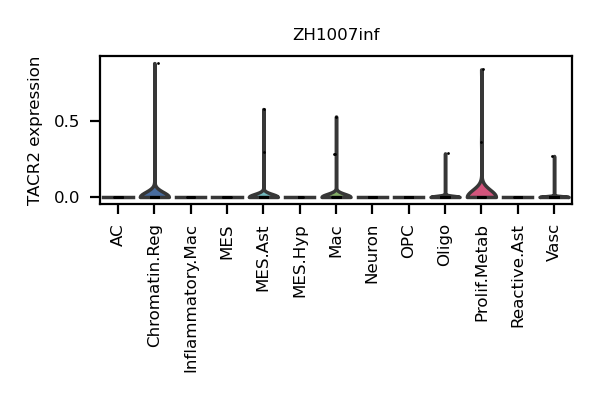 ZH1007inf
TACR2 expression
0.5
0.0
AC
Chromatin.Reg
Inflammatory.Mac
MES
MES.Ast
MES.Hyp
Mac
Neuron
OPC
Oligo
Prolif.Metab
Reactive.Ast
Vasc